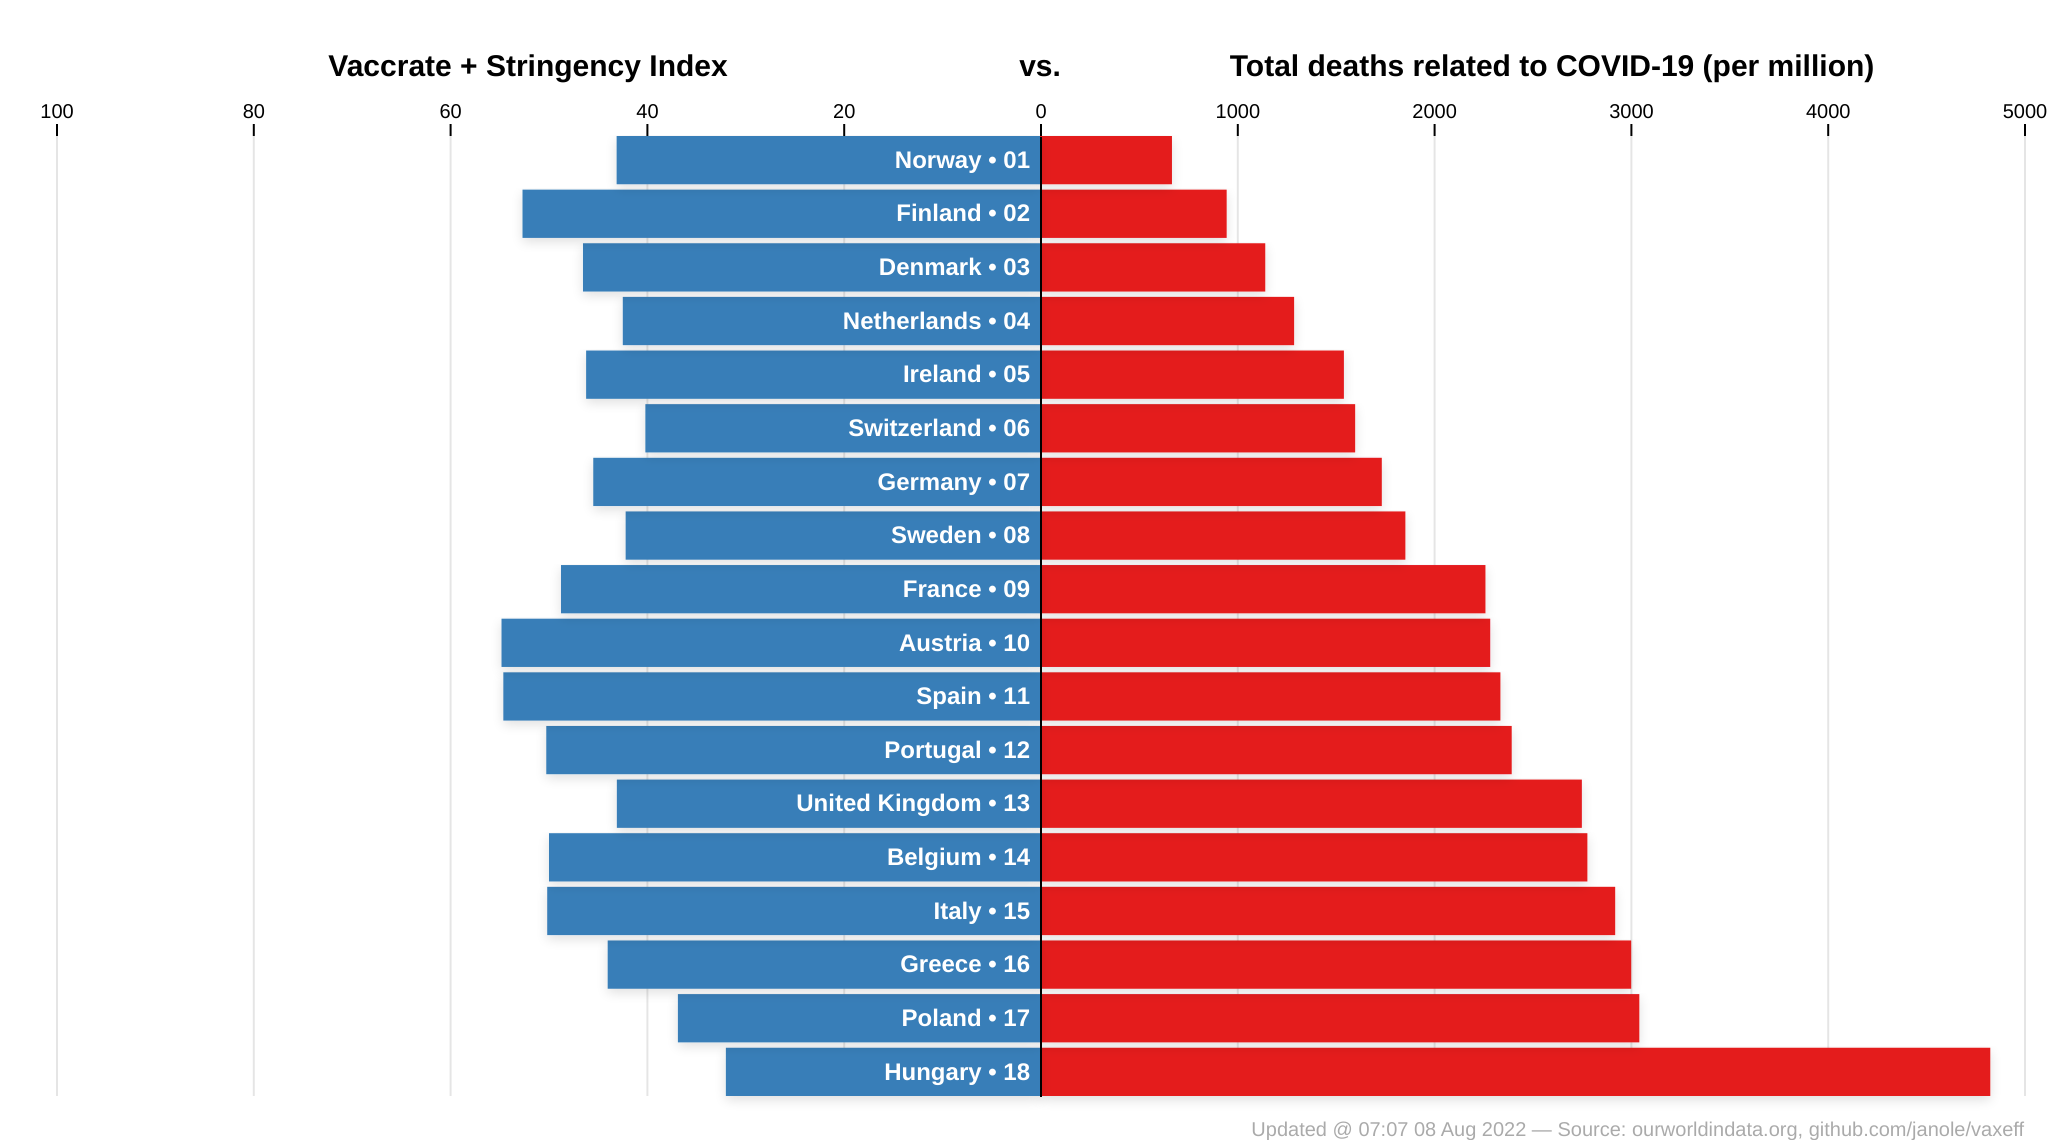 Vaccrate + Stringency Index vs. Total deaths related to COVID-19 (per million)
100 80 60 40 20 0 1000 2000 3000 4000 5000
Norway • 01
Finland • 02
Denmark • 03
Netherlands • 04
Ireland • 05
Switzerland • 06
Germany • 07
Sweden • 08
France • 09
Austria • 10
Spain • 11
Portugal • 12
United Kingdom • 13
Belgium • 14
Italy • 15
Greece • 16
Poland • 17
Hungary • 18
Updated @ 07:07 08 Aug 2022 — Source: ourworldindata.org, github.com/janole/vaxeff